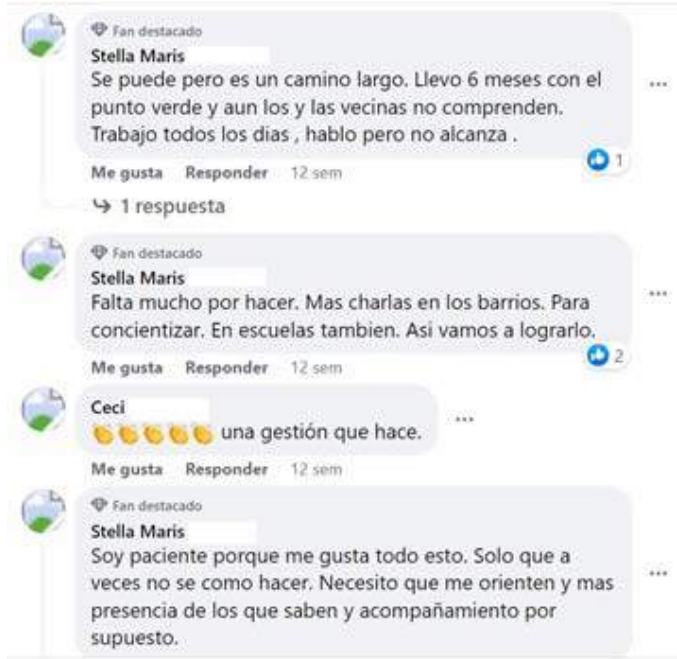 Fan destacado
Stella Maris
Se puede pero es un camino largo. Llevo 6 meses con el
punto verde y aun los y las vecinas no comprenden.
Trabajo todos los dias , hablo pero no alcanza .
1
Me gusta Responder 12 sem
1 respuesta
Fan destacado
Stella Maris
Falta mucho por hacer. Mas charlas en los barrios. Para
concientizar. En escuelas tambien. Asi vamos a lograrlo.
2
Me gusta Responder 12 sem
Ceci
👏👏👏👏👏 una gestión que hace.
Me gusta Responder 12 sem
Fan destacado
Stella Maris
Soy paciente porque me gusta todo esto. Solo que a
veces no se como hacer. Necesito que me orienten y mas
presencia de los que saben y acompañamiento por
supuesto.